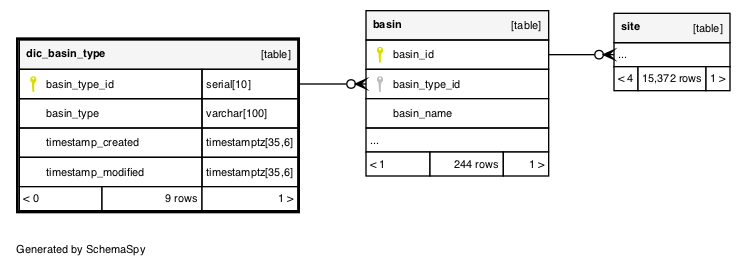 dic_basin_type [table]
basin_type_id serial[10]
basin_type varchar[100]
timestamp_created timestamptz[35,6]
timestamp_modified timestamptz[35,6]
< 0 9 rows 1 >
basin [table]
basin_id
basin_type_id
basin_name
...
< 1 244 rows 1 >
site [table]
...
< 4 15,372 rows 1 >
Generated by SchemaSpy